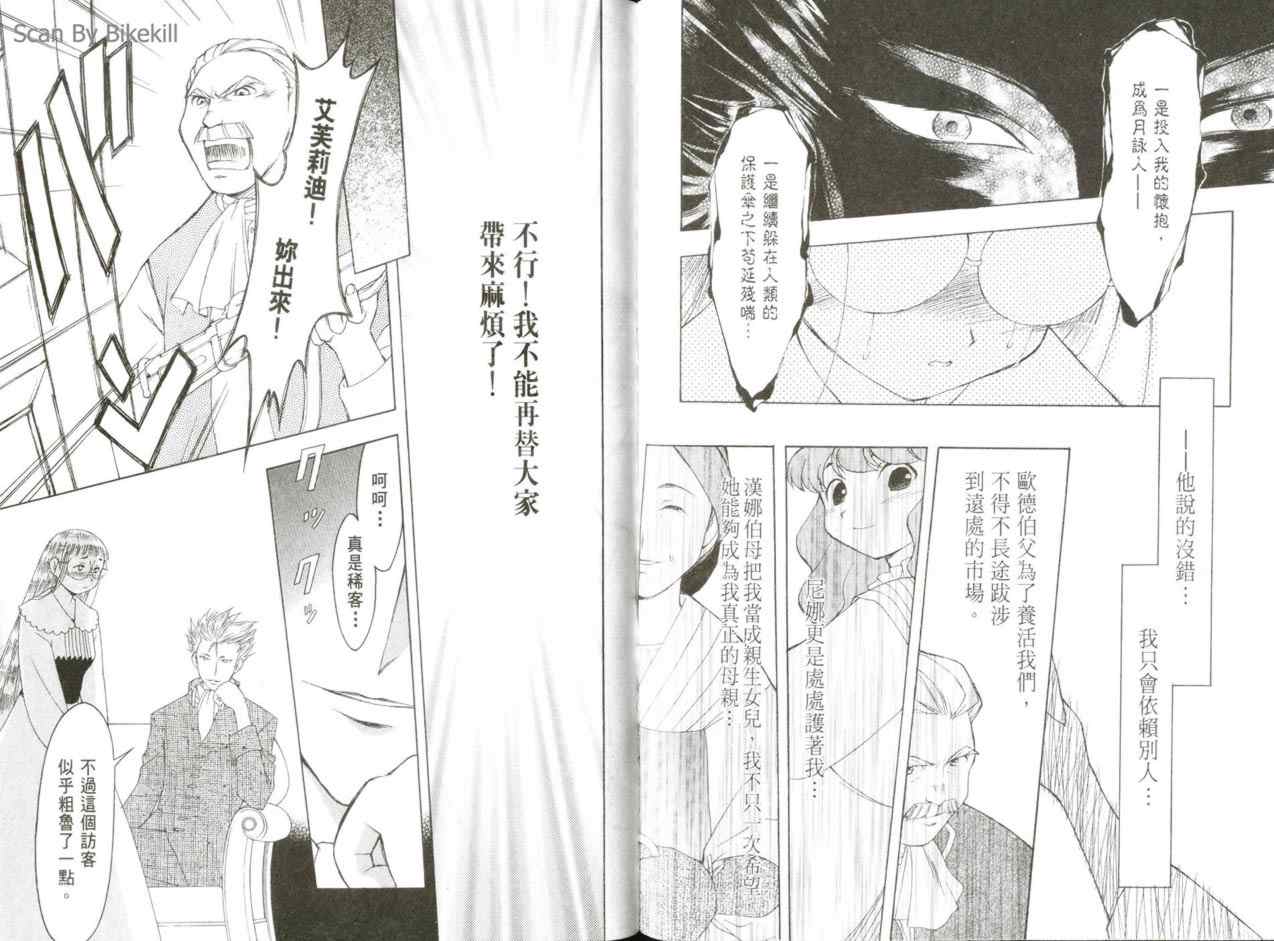 Scan By Bikekill
一是投入我的懷抱，
成為月詠人——
一是繼續躲在人類的
保護傘之下苟延殘喘…
——他說的沒錯…
我只會依賴別人…
歐德伯父為了養活我們，
不得不長途跋涉
到遠處的市場。
尼娜更是處處護著我…
漢娜伯母把我當成親生女兒，我不只一次希望
她能夠成為我真正的母親…
不行！我不能再替大家
帶來麻煩了！
艾芙莉迪！
妳出來！
呵呵…
真是稀客…
クッ
クッ
不過這個訪客
似乎粗魯了一點。